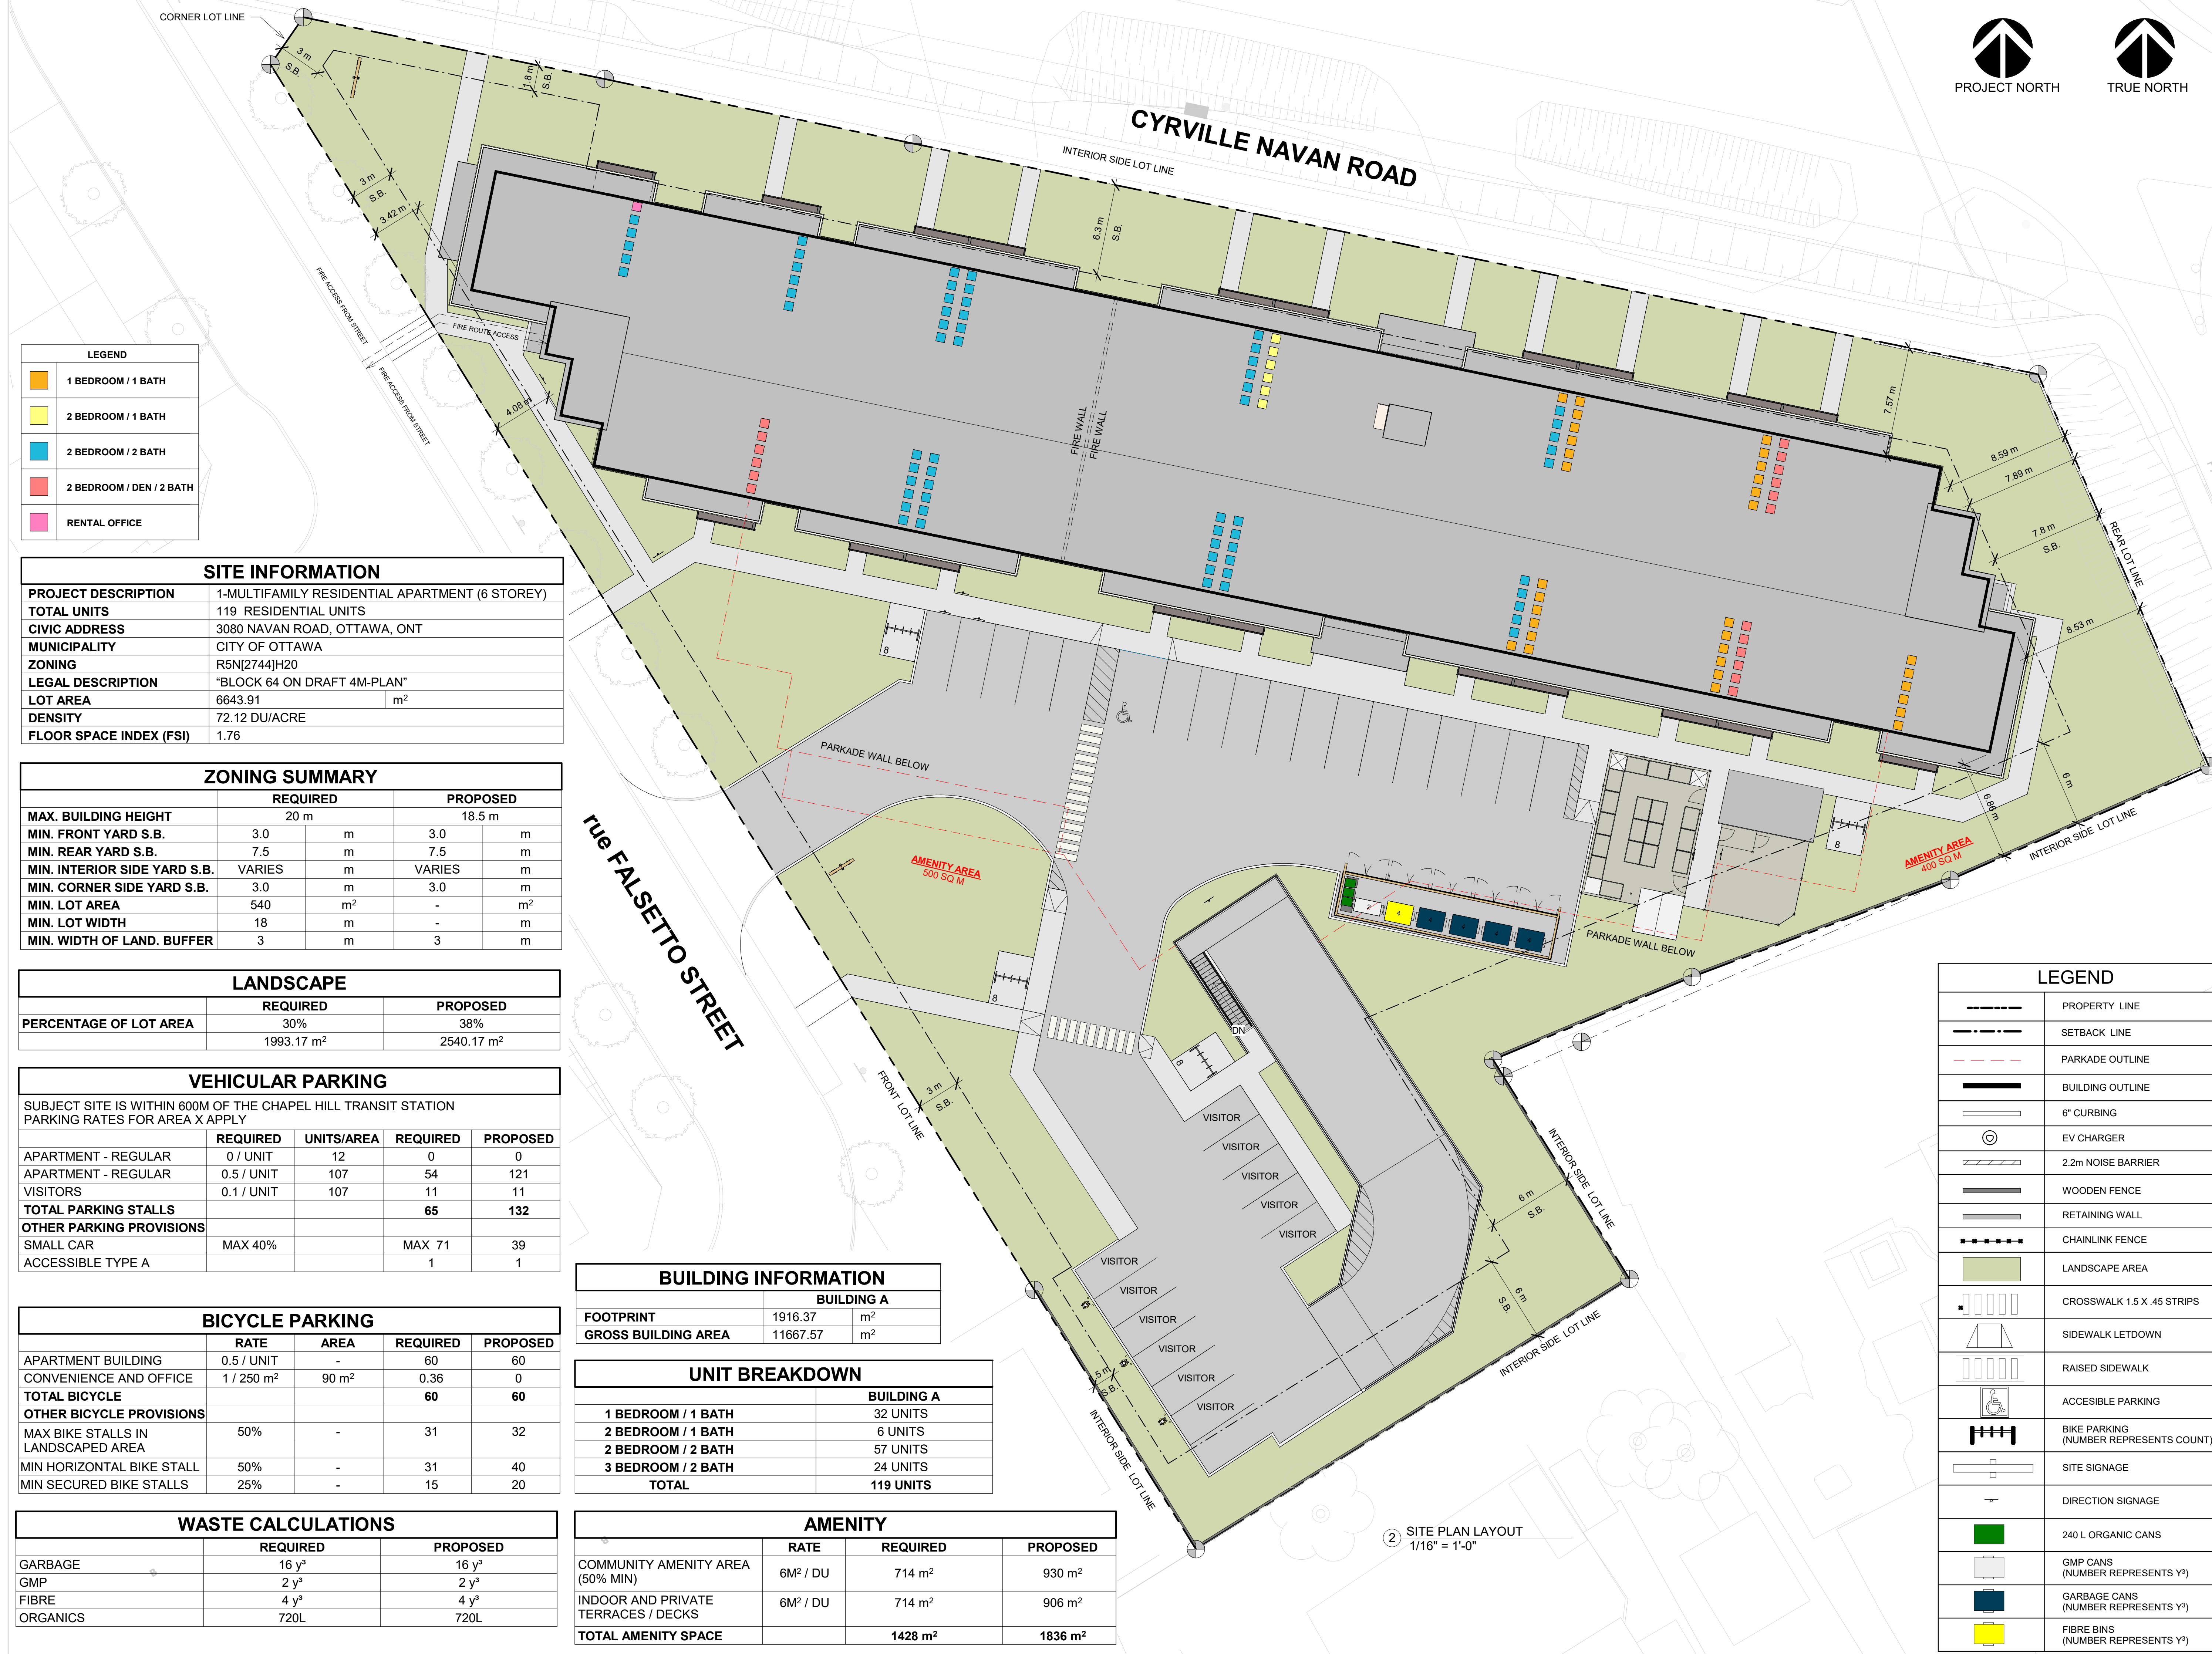 CORNER LOT LINE
3 m
S.B.
1.8 m
S.B.
CYRVILLE NAVAN ROAD
INTERIOR SIDE LOT LINE
PROJECT NORTH
TRUE NORTH
3 m
S.B.
3.42 m
6.3 m
S.B.
FIRE ACCESS FROM STREET
FIRE ROUTE ACCESS
FIRE ACCESS FROM STREET
4.08 m
FIRE WALL
FIRE WALL
7.57 m
8.59 m
7.89 m
7.8 m
S.B.
REAR LOT LINE
8.53 m
6 m
6.86 m
INTERIOR SIDE LOT LINE
LEGEND
1 BEDROOM / 1 BATH
2 BEDROOM / 1 BATH
2 BEDROOM / 2 BATH
2 BEDROOM / DEN / 2 BATH
RENTAL OFFICE
SITE INFORMATION
PROJECT DESCRIPTION 1-MULTIFAMILY RESIDENTIAL APARTMENT (6 STOREY)
TOTAL UNITS 119 RESIDENTIAL UNITS
CIVIC ADDRESS 3080 NAVAN ROAD, OTTAWA, ONT
MUNICIPALITY CITY OF OTTAWA
ZONING R5N[2744]H20
LEGAL DESCRIPTION “BLOCK 64 ON DRAFT 4M-PLAN”
LOT AREA 6643.91 m²
DENSITY 72.12 DU/ACRE
FLOOR SPACE INDEX (FSI) 1.76
ZONING SUMMARY
REQUIRED PROPOSED
MAX. BUILDING HEIGHT 20 m 18.5 m
MIN. FRONT YARD S.B. 3.0 m 3.0 m
MIN. REAR YARD S.B. 7.5 m 7.5 m
MIN. INTERIOR SIDE YARD S.B. VARIES m VARIES m
MIN. CORNER SIDE YARD S.B. 3.0 m 3.0 m
MIN. LOT AREA 540 m² - m²
MIN. LOT WIDTH 18 m - m
MIN. WIDTH OF LAND. BUFFER 3 m 3 m
LANDSCAPE
REQUIRED PROPOSED
PERCENTAGE OF LOT AREA 30% 38%
1993.17 m² 2540.17 m²
VEHICULAR PARKING
SUBJECT SITE IS WITHIN 600M OF THE CHAPEL HILL TRANSIT STATION
PARKING RATES FOR AREA X APPLY
REQUIRED UNITS/AREA REQUIRED PROPOSED
APARTMENT - REGULAR 0 / UNIT 12 0 0
APARTMENT - REGULAR 0.5 / UNIT 107 54 121
VISITORS 0.1 / UNIT 107 11 11
TOTAL PARKING STALLS 65 132
OTHER PARKING PROVISIONS
SMALL CAR MAX 40% MAX 71 39
ACCESSIBLE TYPE A 1 1
BICYCLE PARKING
RATE AREA REQUIRED PROPOSED
APARTMENT BUILDING 0.5 / UNIT - 60 60
CONVENIENCE AND OFFICE 1 / 250 m² 90 m² 0.36 0
TOTAL BICYCLE 60 60
OTHER BICYCLE PROVISIONS
MAX BIKE STALLS IN 50% - 31 32
LANDSCAPED AREA
MIN HORIZONTAL BIKE STALL 50% - 31 40
MIN SECURED BIKE STALLS 25% - 15 20
WASTE CALCULATIONS
REQUIRED PROPOSED
GARBAGE 16 y³ 16 y³
GMP 2 y³ 2 y³
FIBRE 4 y³ 4 y³
ORGANICS 720L 720L
BUILDING INFORMATION
BUILDING A
FOOTPRINT 1916.37 m²
GROSS BUILDING AREA 11667.57 m²
UNIT BREAKDOWN
BUILDING A
1 BEDROOM / 1 BATH 32 UNITS
2 BEDROOM / 1 BATH 6 UNITS
2 BEDROOM / 2 BATH 57 UNITS
3 BEDROOM / 2 BATH 24 UNITS
TOTAL 119 UNITS
AMENITY
RATE REQUIRED PROPOSED
COMMUNITY AMENITY AREA 6M² / DU 714 m² 930 m²
(50% MIN)
INDOOR AND PRIVATE 6M² / DU 714 m² 906 m²
TERRACES / DECKS
TOTAL AMENITY SPACE 1428 m² 1836 m²
8
PARKADE WALL BELOW
rue FALSETTO STREET
AMENITY AREA
500 SQ M
8
8
AMENITY AREA
400 SQ M
2
4
4
4
4
4
PARKADE WALL BELOW
DN
8
FRONT LOT LINE
3 m
S.B.
VISITOR
VISITOR
VISITOR
VISITOR
VISITOR
VISITOR
VISITOR
VISITOR
VISITOR
VISITOR
VISITOR
INTERIOR SIDE LOT LINE
6 m
S.B.
6 m
S.B.
INTERIOR SIDE LOT LINE
.5 m
S.B.
INTERIOR SIDE LOT LINE
2 SITE PLAN LAYOUT
1/16" = 1'-0"
LEGEND
PROPERTY LINE
SETBACK LINE
PARKADE OUTLINE
BUILDING OUTLINE
6" CURBING
EV CHARGER
2.2m NOISE BARRIER
WOODEN FENCE
RETAINING WALL
CHAINLINK FENCE
LANDSCAPE AREA
CROSSWALK 1.5 X .45 STRIPS
SIDEWALK LETDOWN
RAISED SIDEWALK
ACCESIBLE PARKING
BIKE PARKING
(NUMBER REPRESENTS COUNT)
SITE SIGNAGE
DIRECTION SIGNAGE
240 L ORGANIC CANS
GMP CANS
(NUMBER REPRESENTS Y³)
GARBAGE CANS
(NUMBER REPRESENTS Y³)
FIBRE BINS
(NUMBER REPRESENTS Y³)